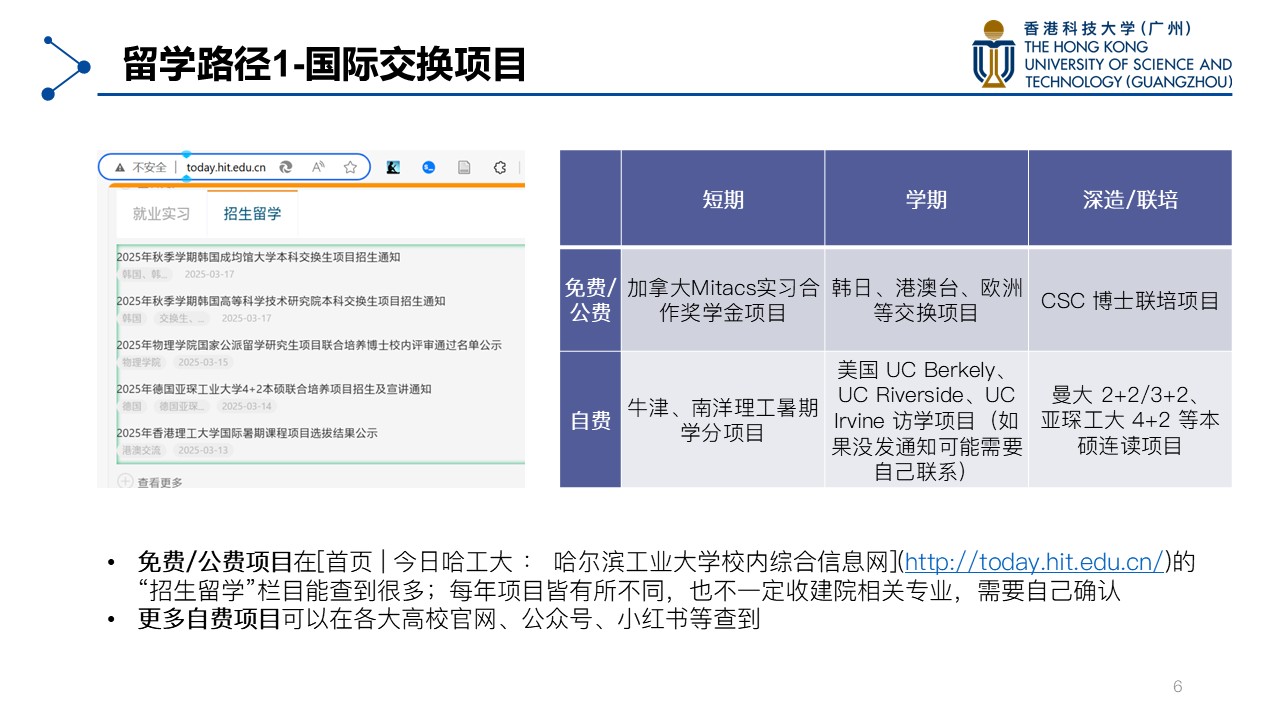 留学路径1-国际交换项目
香港科技大学(广州)
THE HONG KONG
UNIVERSITY OF SCIENCE AND
TECHNOLOGY (GUANGZHOU)
不安全 | today.hit.edu.cn
就业实习 招生留学
2025年秋季学期韩国成均馆大学本科交换生项目招生通知
韩国、韩... 2025-03-17
2025年秋季学期韩国高等科学技术研究院本科交换生项目招生通知
韩国 交换生、... 2025-03-17
2025年物理学院国家公派留学研究生项目联合培养博士校内评审通过名单公示
物理学院 2025-03-15
2025年德国亚琛工业大学4+2本硕联合培养项目招生及宣讲通知
德国 德国亚琛... 2025-03-14
2025年香港理工大学国际暑期课程项目选拔结果公示
港澳交流 2025-03-13
查看更多
短期 学期 深造/联培
免费/
公费
加拿大Mitacs实习合
作奖学金项目
韩日、港澳台、欧洲
等交换项目
CSC 博士联培项目
自费
牛津、南洋理工暑期
学分项目
美国 UC Berkely、
UC Riverside、UC
Irvine 访学项目（如
果没发通知可能需要
自己联系）
曼大 2+2/3+2、
亚琛工大 4+2 等本
硕连读项目
• 免费/公费项目在[首页 | 今日哈工大 ： 哈尔滨工业大学校内综合信息网](http://today.hit.edu.cn/)的
“招生留学”栏目能查到很多；每年项目皆有所不同，也不一定收建院相关专业，需要自己确认
• 更多自费项目可以在各大高校官网、公众号、小红书等查到
6